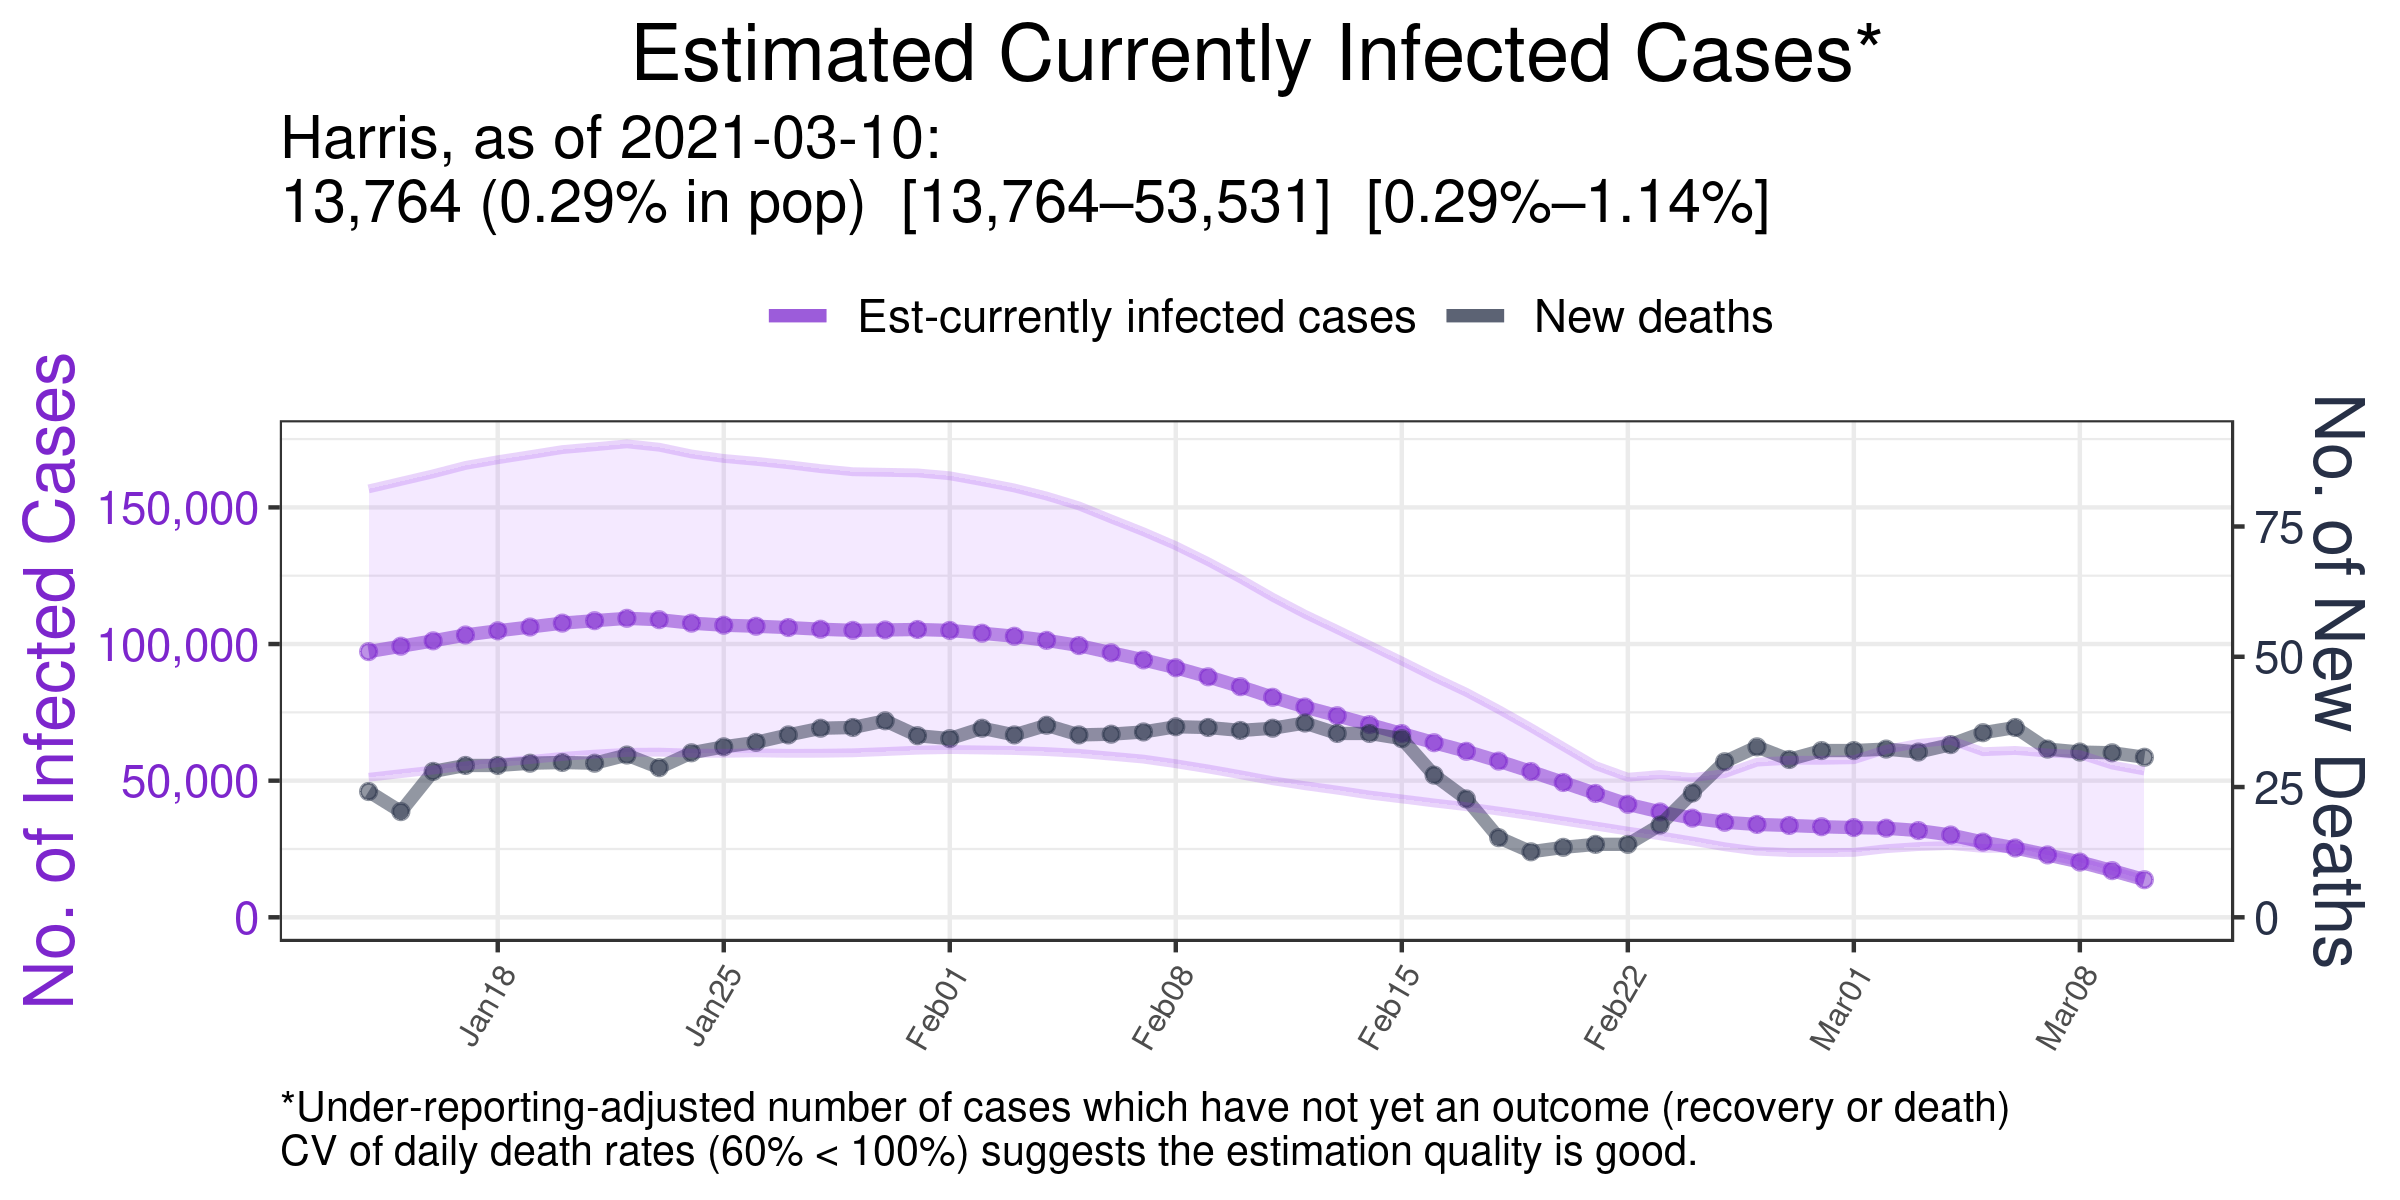 Estimated Currently Infected Cases*
Harris, as of 2021-03-10:
13,764 (0.29% in pop)  [13,764–53,531]  [0.29%–1.14%]
Est-currently infected cases
New deaths
No. of Infected Cases
150,000
100,000
50,000
0
75
50
25
0
No. of New Deaths
Jan18
Jan25
Feb01
Feb08
Feb15
Feb22
Mar01
Mar08
*Under-reporting-adjusted number of cases which have not yet an outcome (recovery or death)
CV of daily death rates (60% < 100%) suggests the estimation quality is good.